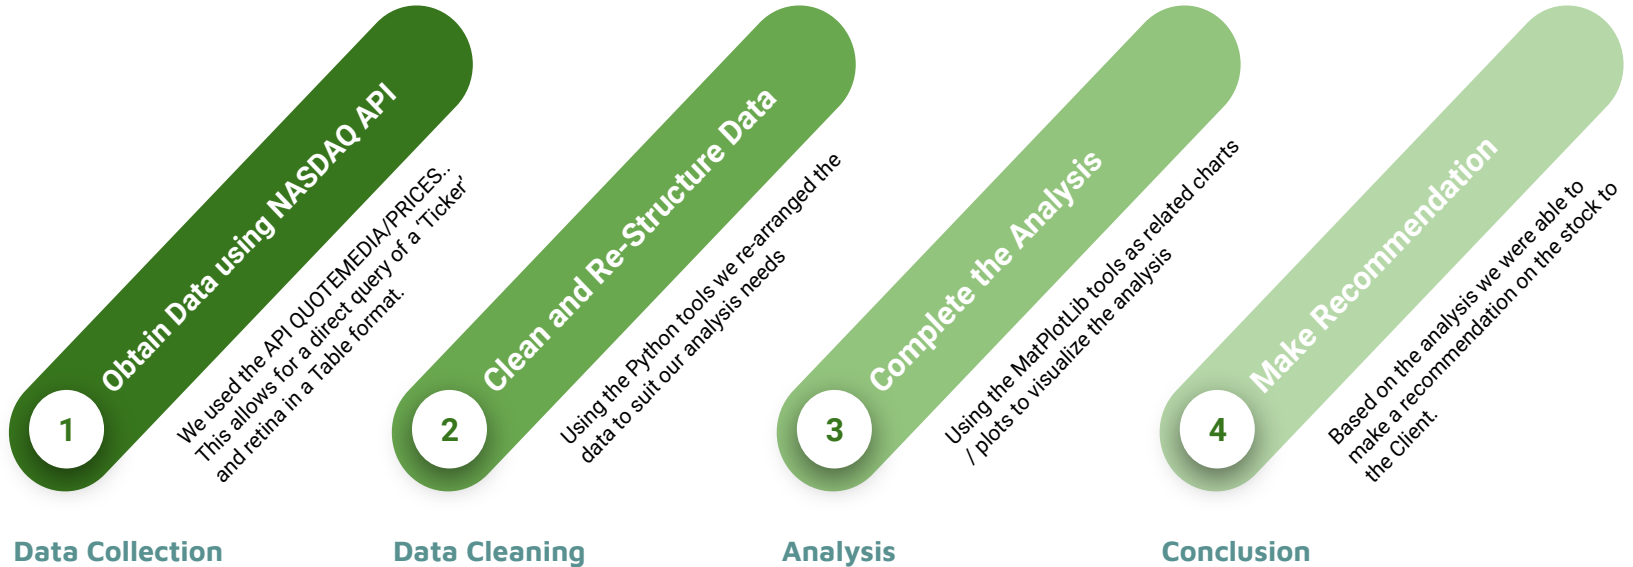 Obtain Data using NASDAQ API
We used the API QUOTEMEDIA/PRICES..
This allows for a direct query of a 'Ticker'
and retina in a Table format.
1
Data Collection
Clean and Re-Structure Data
Using the Python tools we re-arranged the
data to suit our analysis needs
2
Data Cleaning
Complete the Analysis
Using the MatPlotLib tools as related charts
/ plots to visualize the analysis
3
Analysis
Make Recommendation
Based on the analysis we were able to
make a recommendation on the stock to
the Client.
4
Conclusion